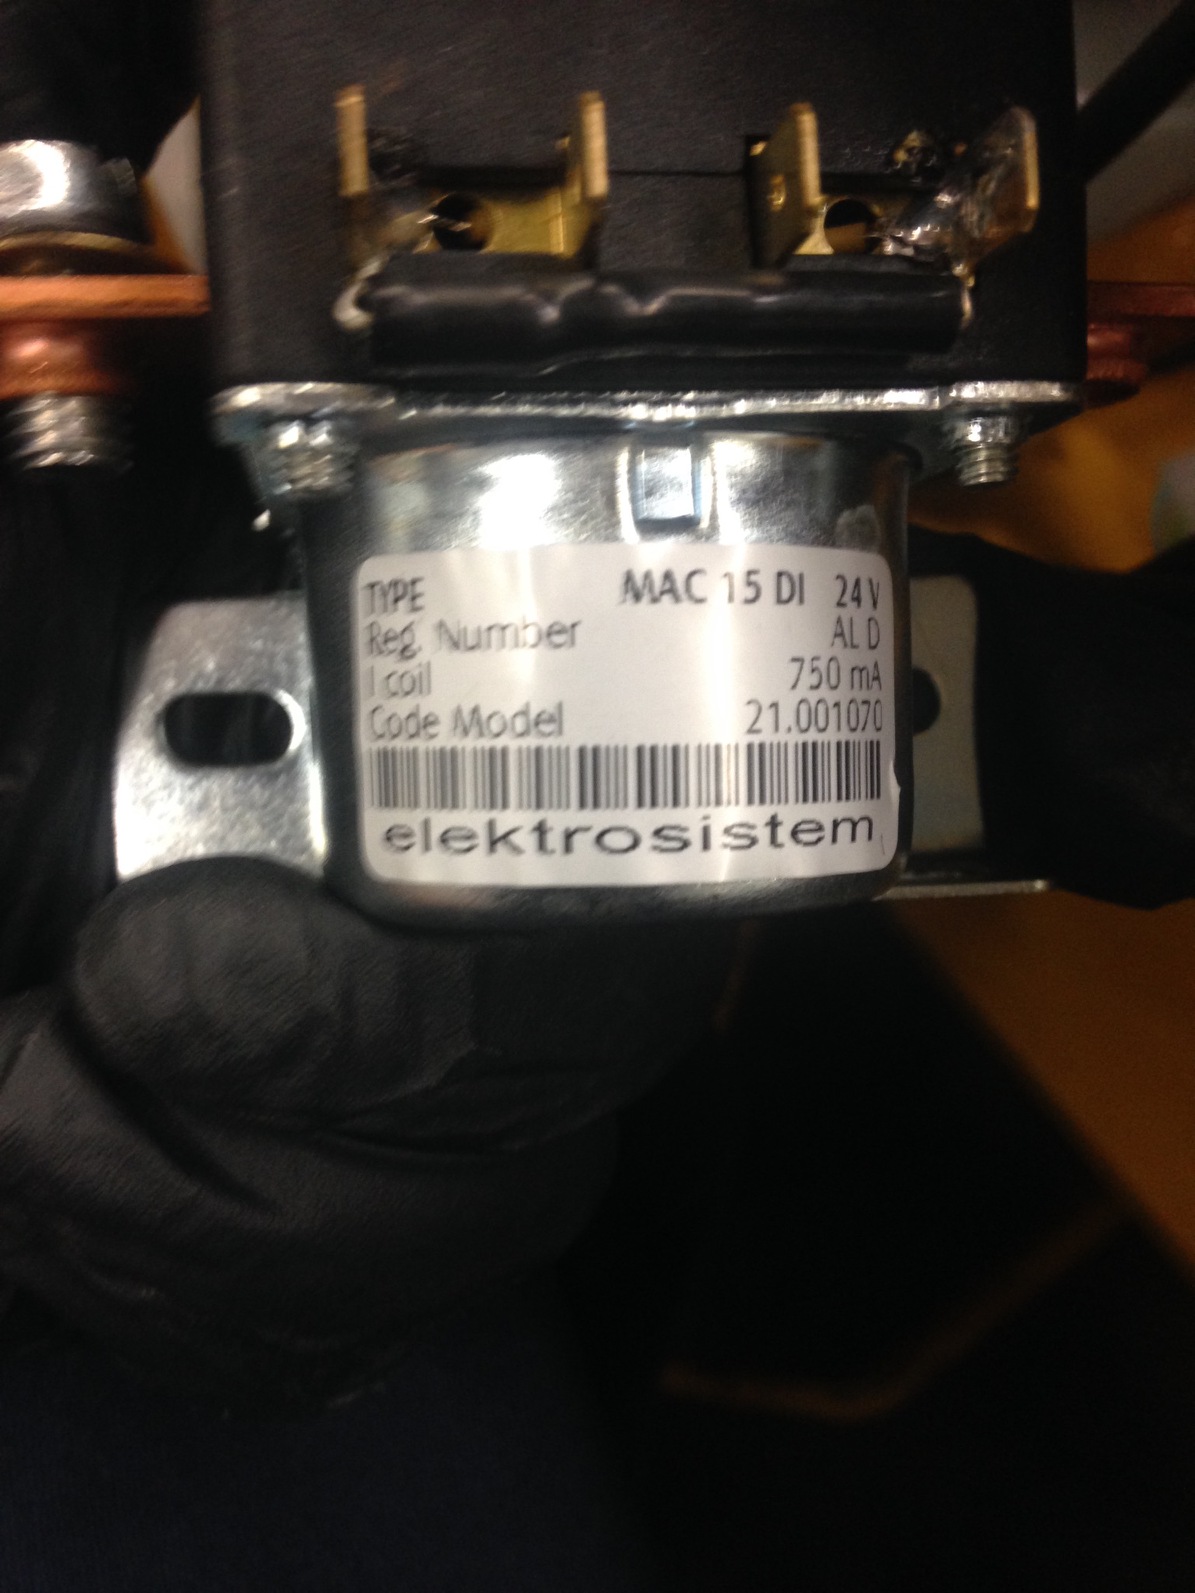 TYPE MAC 15 DI 24 V
Reg. Number AL D
I coil 750 mA
Code Model 21.001070
elektrosistem